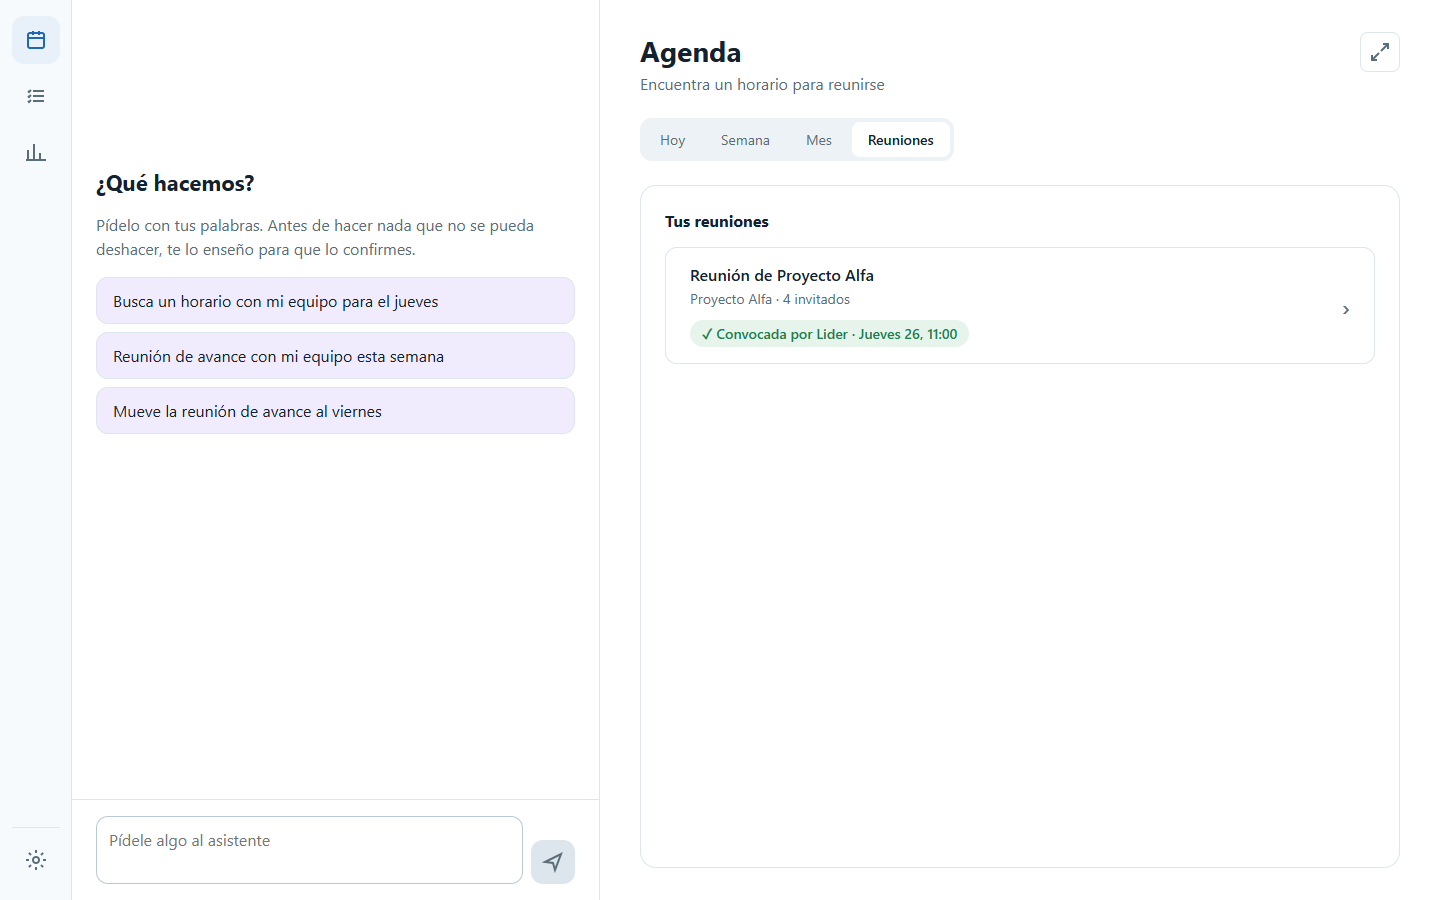 ¿Qué hacemos?
Pídelo con tus palabras. Antes de hacer nada que no se pueda
deshacer, te lo enseño para que lo confirmes.
Busca un horario con mi equipo para el jueves
Reunión de avance con mi equipo esta semana
Mueve la reunión de avance al viernes
Pídele algo al asistente
Agenda
Encuentra un horario para reunirse
Hoy Semana Mes Reuniones
Tus reuniones
Reunión de Proyecto Alfa
Proyecto Alfa · 4 invitados
✓ Convocada por Lider · Jueves 26, 11:00